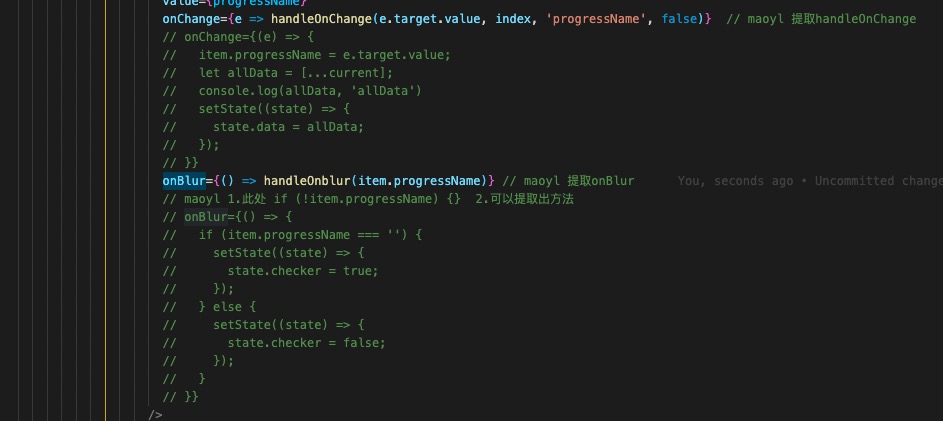 value={progressName}
onChange={e => handleOnChange(e.target.value, index, 'progressName', false)}  // maoyl 提取handleOnChange
// onChange={(e) => {
//   item.progressName = e.target.value;
//   let allData = [...current];
//   console.log(allData, 'allData')
//   setState((state) => {
//     state.data = allData;
//   });
// }}
onBlur={() => handleOnblur(item.progressName)} // maoyl 提取onBlur      You, seconds ago • Uncommitted change
// maoyl 1.此处 if (!item.progressName) {}  2.可以提取出方法
// onBlur={() => {
//   if (item.progressName === '') {
//     setState((state) => {
//       state.checker = true;
//     });
//   } else {
//     setState((state) => {
//       state.checker = false;
//     });
//   }
// }}
/>